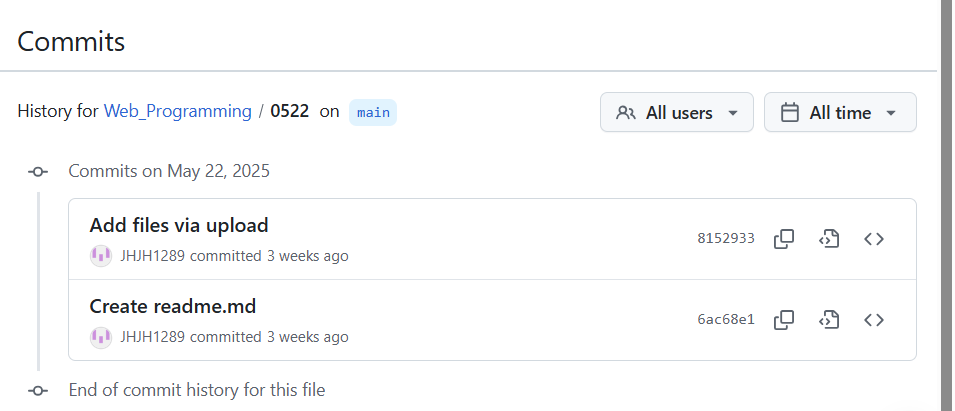 Commits
History for Web_Programming / 0522 on main
All users
All time
Commits on May 22, 2025
Add files via upload
JHJH1289 committed 3 weeks ago
8152933
Create readme.md
JHJH1289 committed 3 weeks ago
6ac68e1
End of commit history for this file